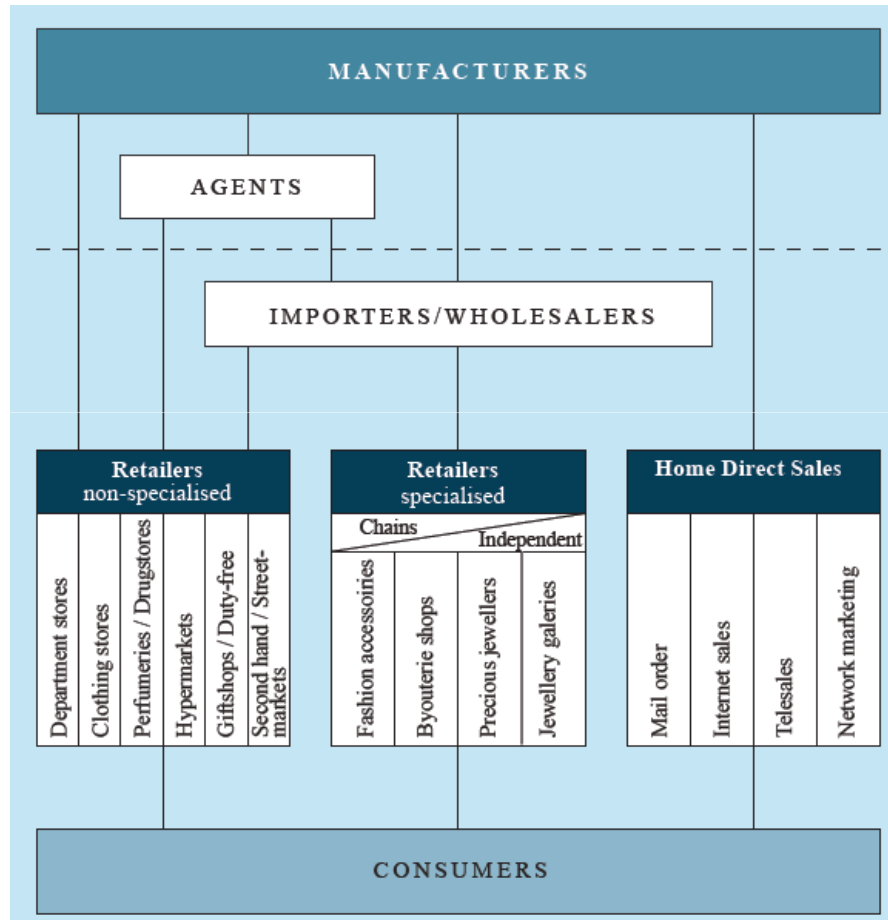 MANUFACTURERS
AGENTS
IMPORTERS/WHOLESALERS
Retailers
non-specialised
Department stores
Clothing stores
Perfumeries / Drugstores
Hypermarkets
Giftshops / Duty-free
Second hand / Street-
markets
Retailers
specialised
Chains
Independent
Fashion accessoiries
Byouterie shops
Precious jewellers
Jewellery galeries
Home Direct Sales
Mail order
Internet sales
Telesales
Network marketing
CONSUMERS